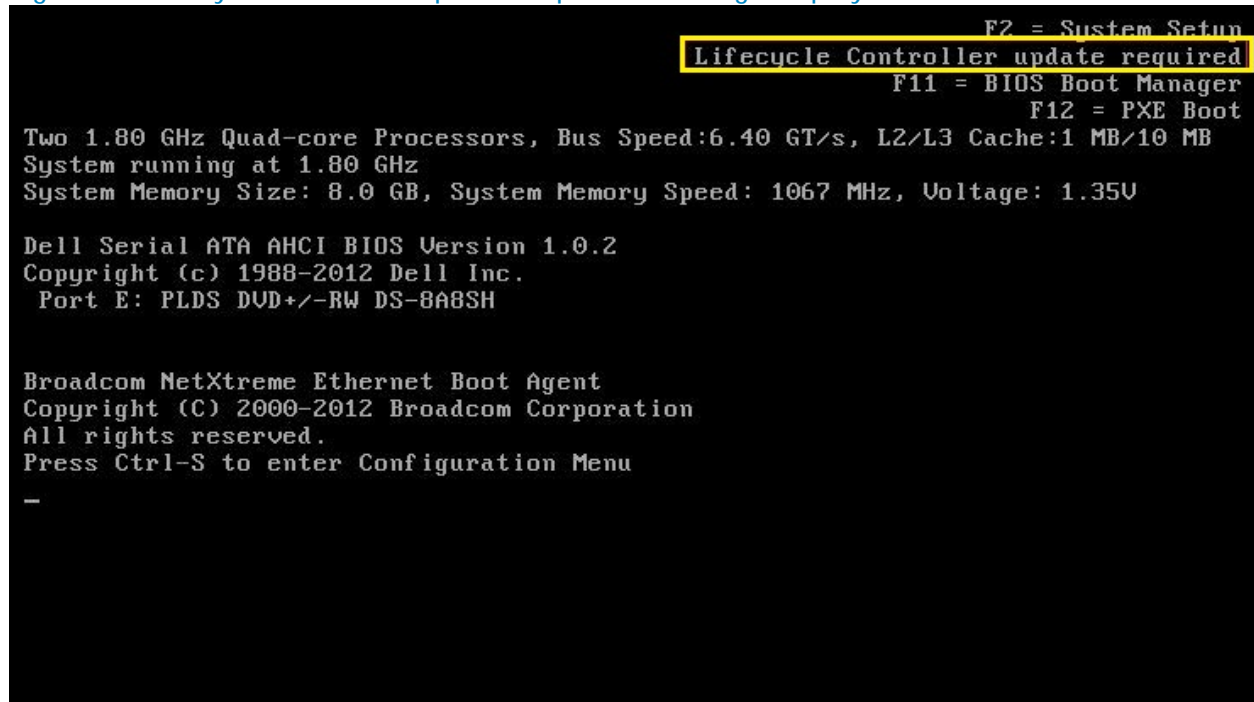 F2 = System Setup
Lifecycle Controller update required
F11 = BIOS Boot Manager
F12 = PXE Boot
Two 1.80 GHz Quad-core Processors, Bus Speed:6.40 GT/s, L2/L3 Cache:1 MB/10 MB
System running at 1.80 GHz
System Memory Size: 8.0 GB, System Memory Speed: 1067 MHz, Voltage: 1.35V
Dell Serial ATA AHCI BIOS Version 1.0.2
Copyright (c) 1988-2012 Dell Inc.
Port E: PLDS DVD+/-RW DS-8A8SH
Broadcom NetXtreme Ethernet Boot Agent
Copyright (C) 2000-2012 Broadcom Corporation
All rights reserved.
Press Ctrl-S to enter Configuration Menu